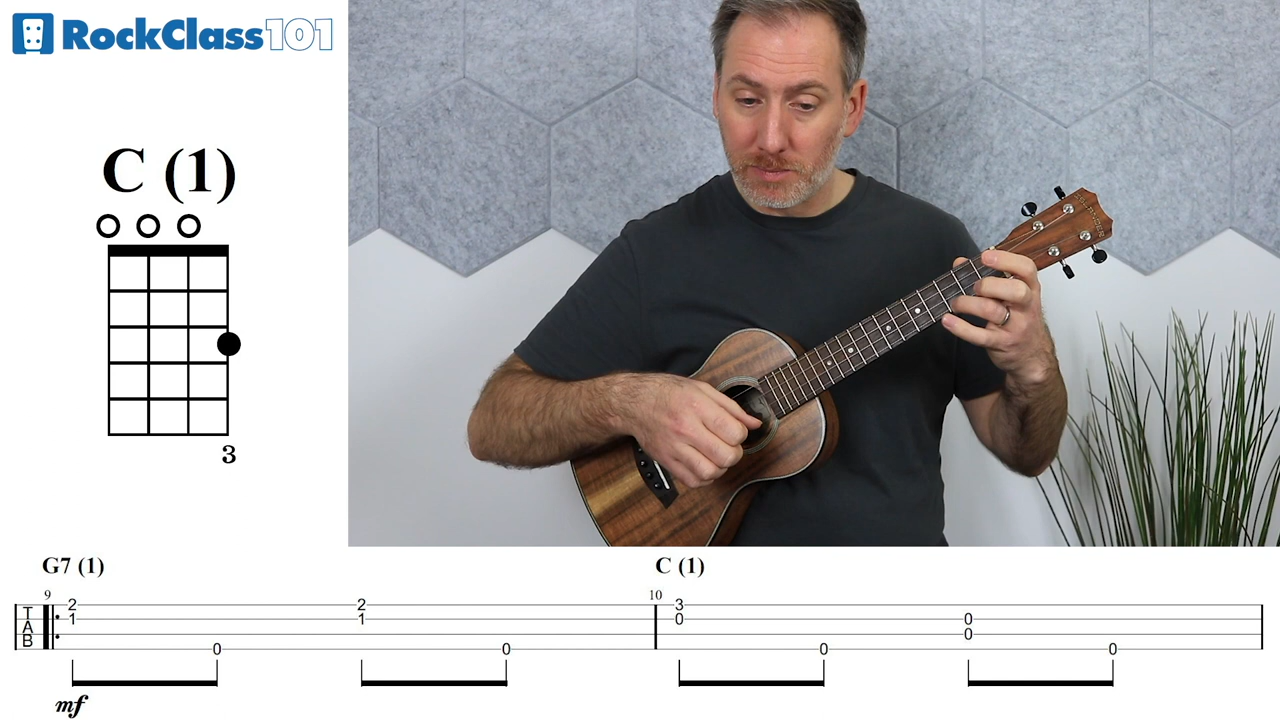 RockClass101
C (1)
3
G7 (1)
C (1)
9
10
T
A
B
2 2 3
1 1 0 0
0
0 0 0 0
mf